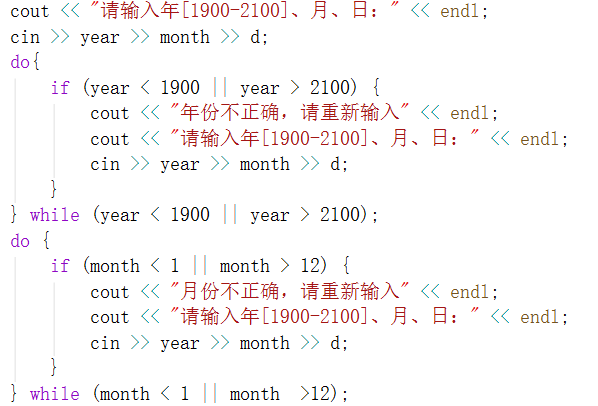 cout << "请输入年[1900-2100]、月、日：" << endl;
cin >> year >> month >> d;
do{
    if (year < 1900 || year > 2100) {
        cout << "年份不正确，请重新输入" << endl;
        cout << "请输入年[1900-2100]、月、日：" << endl;
        cin >> year >> month >> d;
    }
} while (year < 1900 || year > 2100);
do {
    if (month < 1 || month > 12) {
        cout << "月份不正确，请重新输入" << endl;
        cout << "请输入年[1900-2100]、月、日：" << endl;
        cin >> year >> month >> d;
    }
} while (month < 1 || month  >12);